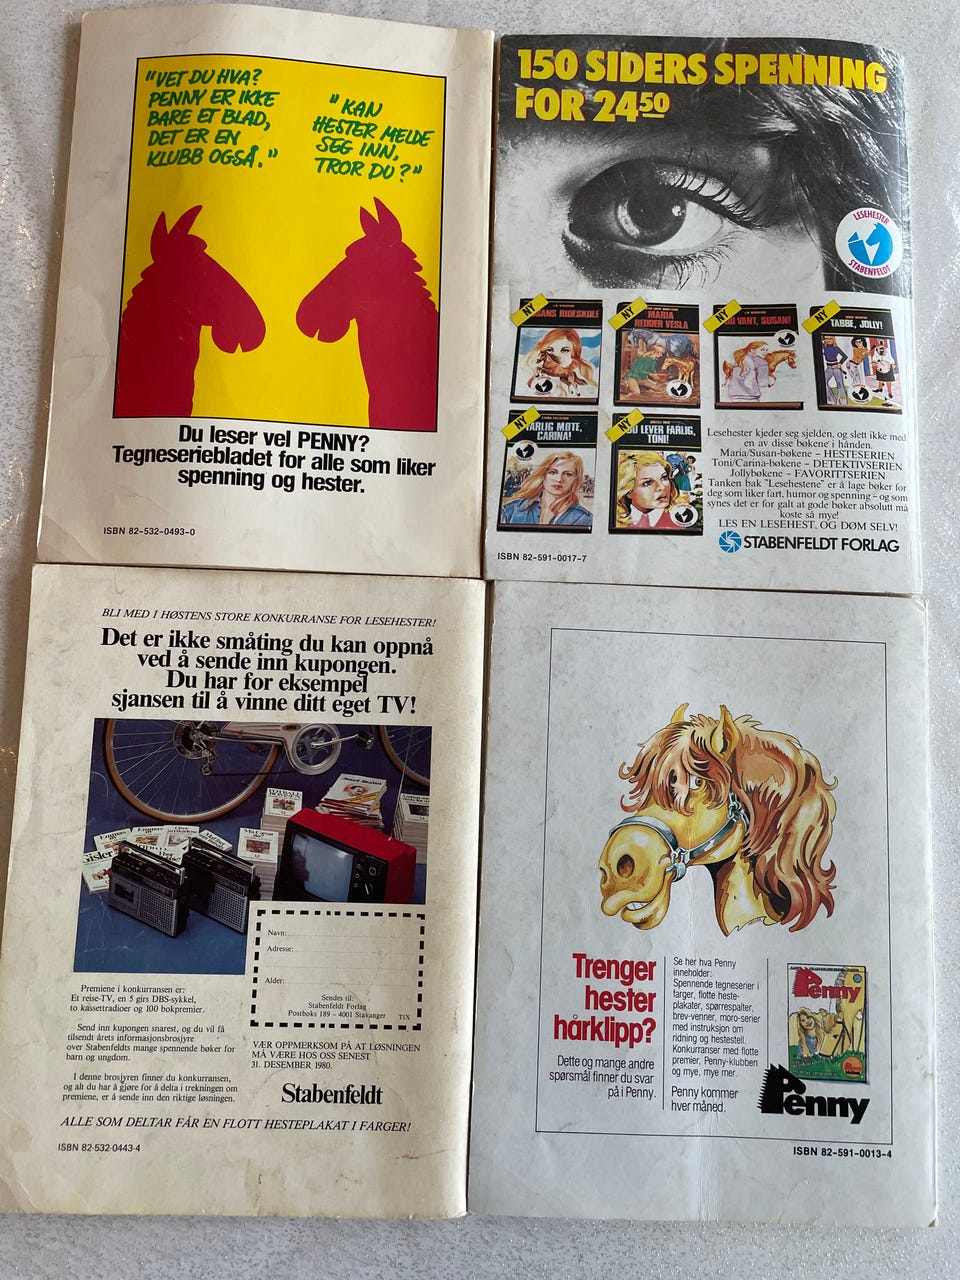 "VET DU HVA?
PENNY ER IKKE
BARE ET BLAD,
DET ER EN
KLUBB OGSÅ."
"KAN
HESTER MELDE
SEG INN,
TROR DU?"
Du leser vel PENNY?
Tegneseriebladet for alle som liker
spenning og hester.
ISBN 82-532-0493-0
150 SIDERS SPENNING
FOR 24 50
LESEHESTER
STABENFELDT
NY
RIDESKOLE
NY
MARIA
REDDER VESLA
NY
VANT, SUSAN!
NY
TABBE, JOLLY!
NY
MØTE,
CARINA!
NY
LEVER FARLIG,
TONI!
Lesehester kjeder seg sjelden, og slett ikke med
en av disse bøkene i hånden.
Maria/Susan-bøkene – HESTESERIEN
Toni/Carina-bøkene – DETEKTIVSERIEN
Jollybøkene – FAVORITTSERIEN
Tanken bak "Lesehestene" er å lage bøker for
deg som liker fart, humor og spenning – og som
synes det er for galt at gode bøker absolutt må
koste så mye!
LES EN LESEHEST, OG DØM SELV!
STABENFELDT FORLAG
ISBN 82-591-0017-7
BLI MED I HØSTENS STORE KONKURRANSE FOR LESEHESTER!
Det er ikke småting du kan oppnå
ved å sende inn kupongen.
Du har for eksempel
sjansen til å vinne ditt eget TV!
Navn:
Adresse:
Alder:
Sendes til:
Stabenfeldt Forlag
Postboks 189 – 4001 Stavanger
TIX
Premiene i konkurransen er:
Et reise-TV, en 5 girs DBS-sykkel,
to kassettradioer og 100 bokpremier.
Send inn kupongen snarest, og du vil få
tilsendt årets informasjonsbrosjyre
over Stabenfeldts mange spennende bøker for
barn og ungdom.
I denne brosjyren finner du konkurransen,
og alt du har å gjøre for å delta i trekningen om
premiene, er å sende inn den riktige løsningen.
VÆR OPPMERKSOM PÅ AT LØSNINGEN
MÅ VÆRE HOS OSS SENEST
31. DESEMBER 1980.
Stabenfeldt
ALLE SOM DELTAR FÅR EN FLOTT HESTEPLAKAT I FARGER!
ISBN 82-532-0443-4
Trenger
hester
hårklipp?
Dette og mange andre
spørsmål finner du svar
på i Penny.
Se her hva Penny
inneholder:
Spennende tegneserier i
farger, flotte heste-
plakater, spørrespalter,
brev-venner, moro-serier
med instruksjon om
ridning og hestestell.
Konkurranser med flotte
premier, Penny-klubben
og mye, mye mer.
Penny kommer
hver måned.
Penny
Penny
ISBN 82-591-0013-4